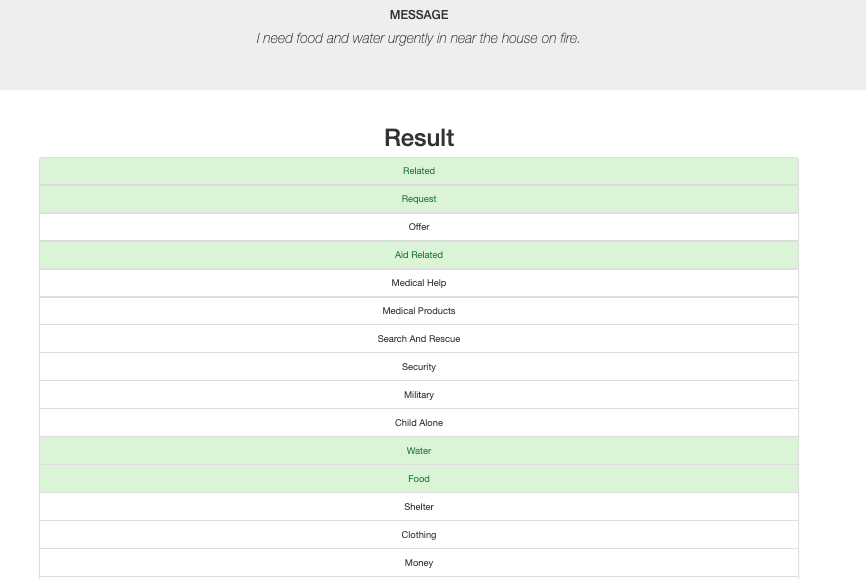 MESSAGE
I need food and water urgently in near the house on fire.
Result
Related
Request
Offer
Aid Related
Medical Help
Medical Products
Search And Rescue
Security
Military
Child Alone
Water
Food
Shelter
Clothing
Money